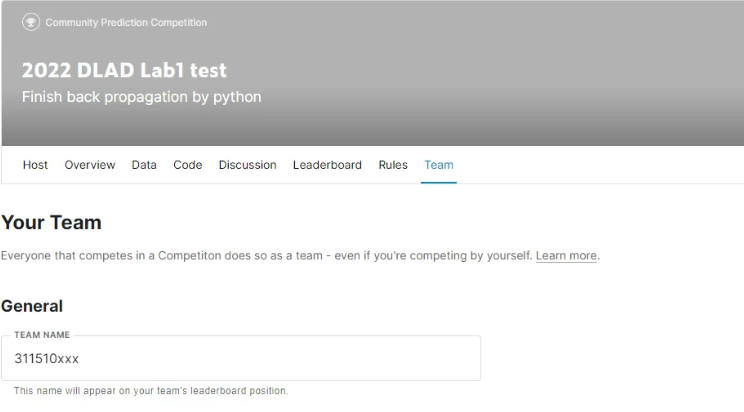 Community Prediction Competition
2022 DLAD Lab1 test
Finish back propagation by python
Host Overview Data Code Discussion Leaderboard Rules Team
Your Team
Everyone that competes in a Competiton does so as a team - even if you're competing by yourself. Learn more.
General
TEAM NAME
311510xxx
This name will appear on your team's leaderboard position.